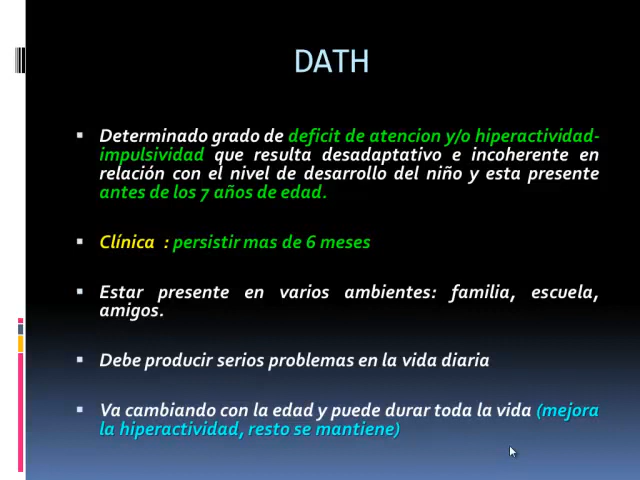 DATH
Determinado grado de deficit de atencion y/o hiperactividad-
impulsividad que resulta desadaptativo e incoherente en
relación con el nivel de desarrollo del niño y esta presente
antes de los 7 años de edad.
Clínica : persistir mas de 6 meses
Estar presente en varios ambientes: familia, escuela,
amigos.
Debe producir serios problemas en la vida diaria
Va cambiando con la edad y puede durar toda la vida (mejora
la hiperactividad, resto se mantiene)